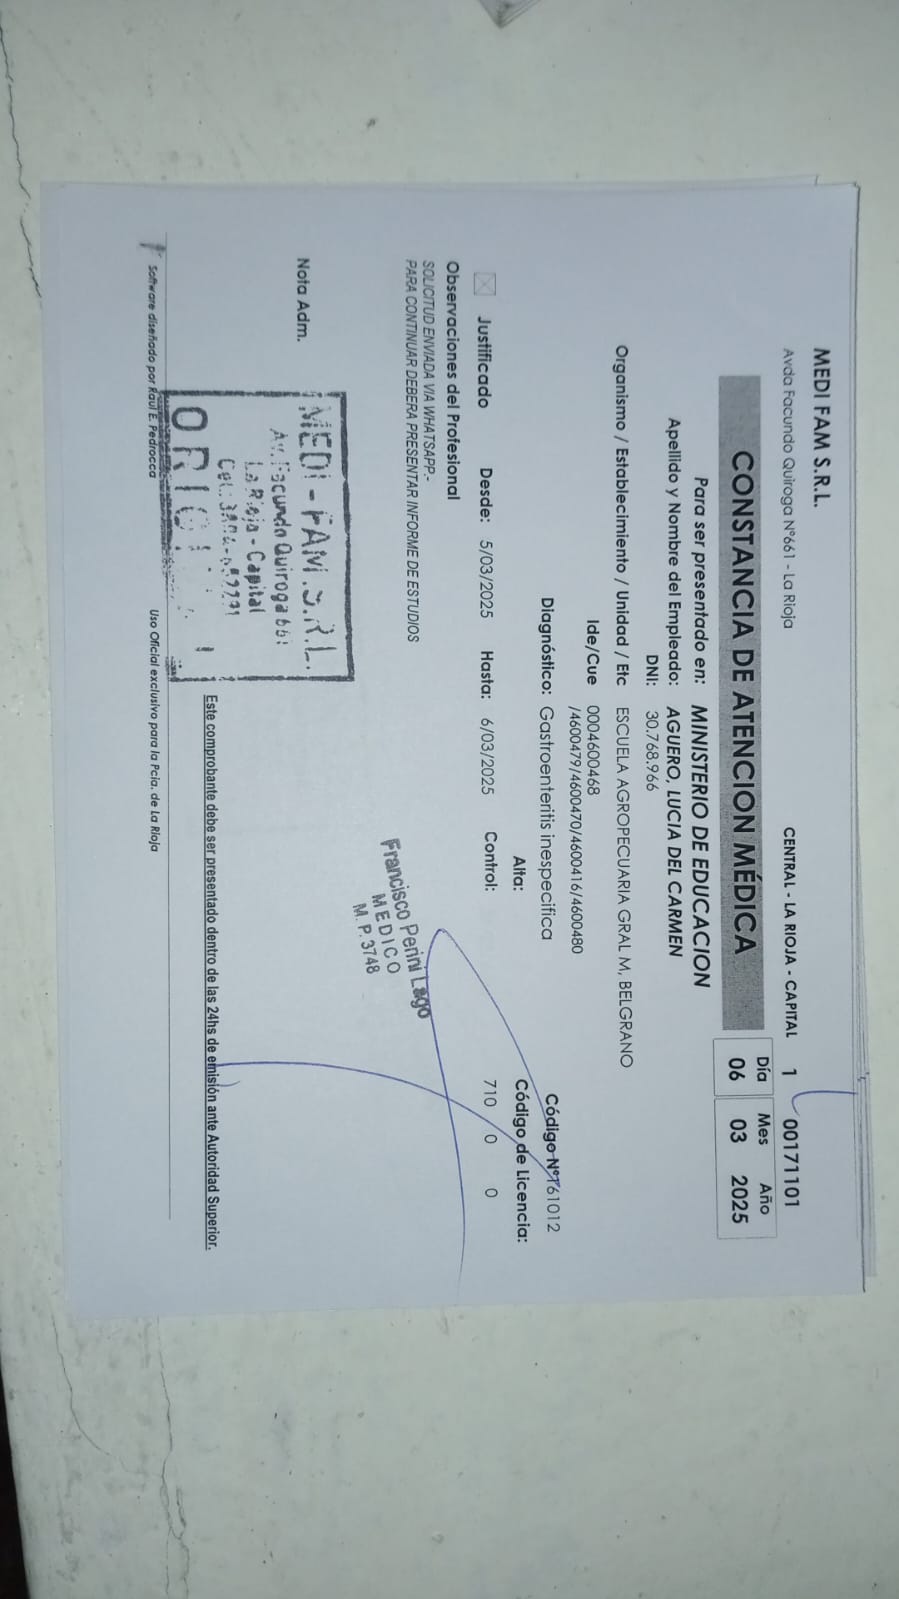 MEDI FAM S.R.L.
Avda Facundo Quiroga Nº661 - La Rioja
CENTRAL - LA RIOJA - CAPITAL 1 00171101
CONSTANCIA DE ATENCION MÉDICA
Día Mes Año
06 03 2025
Para ser presentado en: MINISTERIO DE EDUCACION
Apellido y Nombre del Empleado: AGUERO, LUCIA DEL CARMEN
DNI: 30.768.966
Organismo / Establecimiento / Unidad / Etc ESCUELA AGROPECUARIA GRAL M, BELGRANO
Ide/Cue 0004600468
/4600479/4600470/4600416/4600480
Diagnóstico: Gastroenteritis inespecifica Código Nº161012
Alta: Código de Licencia:
Justificado Desde: 5/03/2025 Hasta: 6/03/2025 Control: 710 0 0
Observaciones del Profesional
SOLICITUD ENVIADA VIA WHATSAPP.-
PARA CONTINUAR DEBERA PRESENTAR INFORME DE ESTUDIOS
Francisco Perini Lago
MEDICO
M.P. 3748
Nota Adm.
MEDI - FAM S.R.L.
Av. Facundo Quiroga 661
La Rioja - Capital
Este comprobante debe ser presentado dentro de las 24hs de emisión ante Autoridad Superior.
Software diseñado por Raul E. Pedrocca Uso Oficial exclusivo para la Pcia. de La Rioja